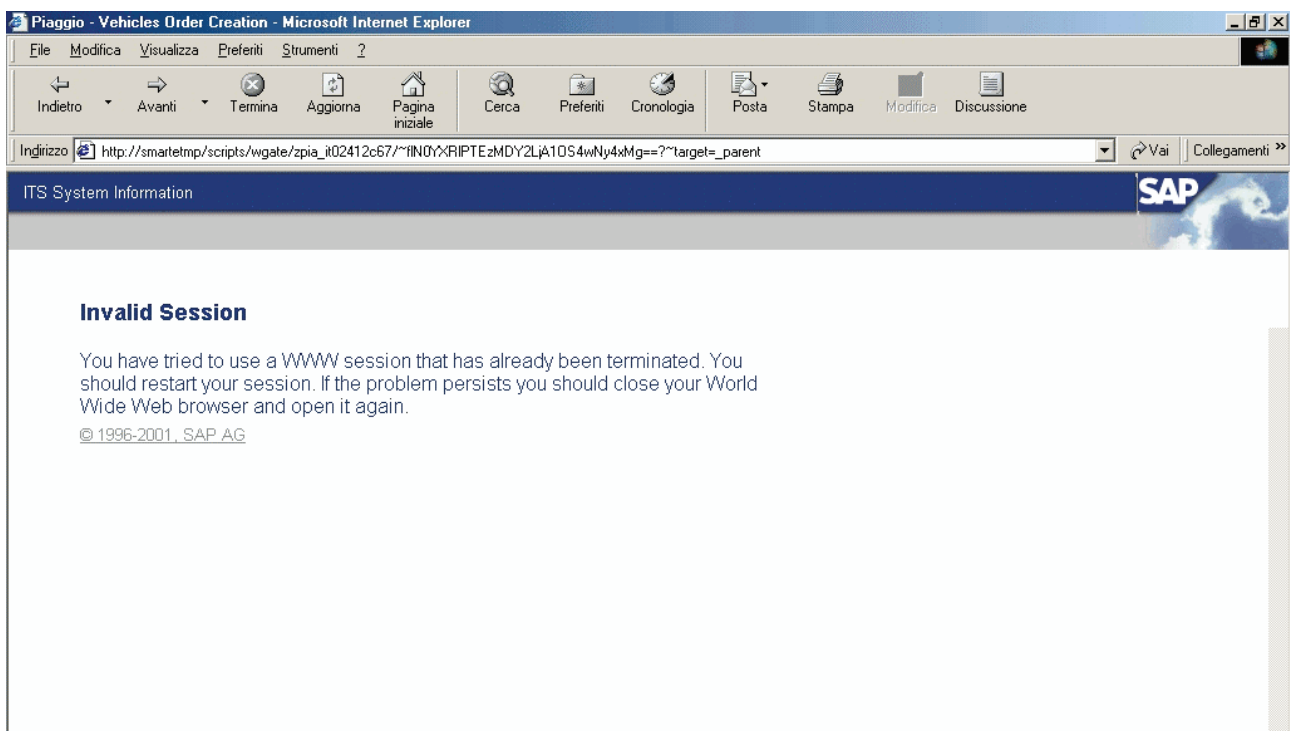 Piaggio - Vehicles Order Creation - Microsoft Internet Explorer
File Modifica Visualizza Preferiti Strumenti ?
Indietro Avanti Termina Aggiorna Pagina iniziale Cerca Preferiti Cronologia Posta Stampa Modifica Discussione
Indirizzo http://smartetmp/scripts/wgate/zpia_it02412c67/~flN0YXRlPTEzMDY2LjA1OS4wNy4xMg==?~target=_parent Vai Collegamenti »
ITS System Information
SAP
Invalid Session
You have tried to use a WWW session that has already been terminated. You
should restart your session. If the problem persists you should close your World
Wide Web browser and open it again.
© 1996-2001, SAP AG